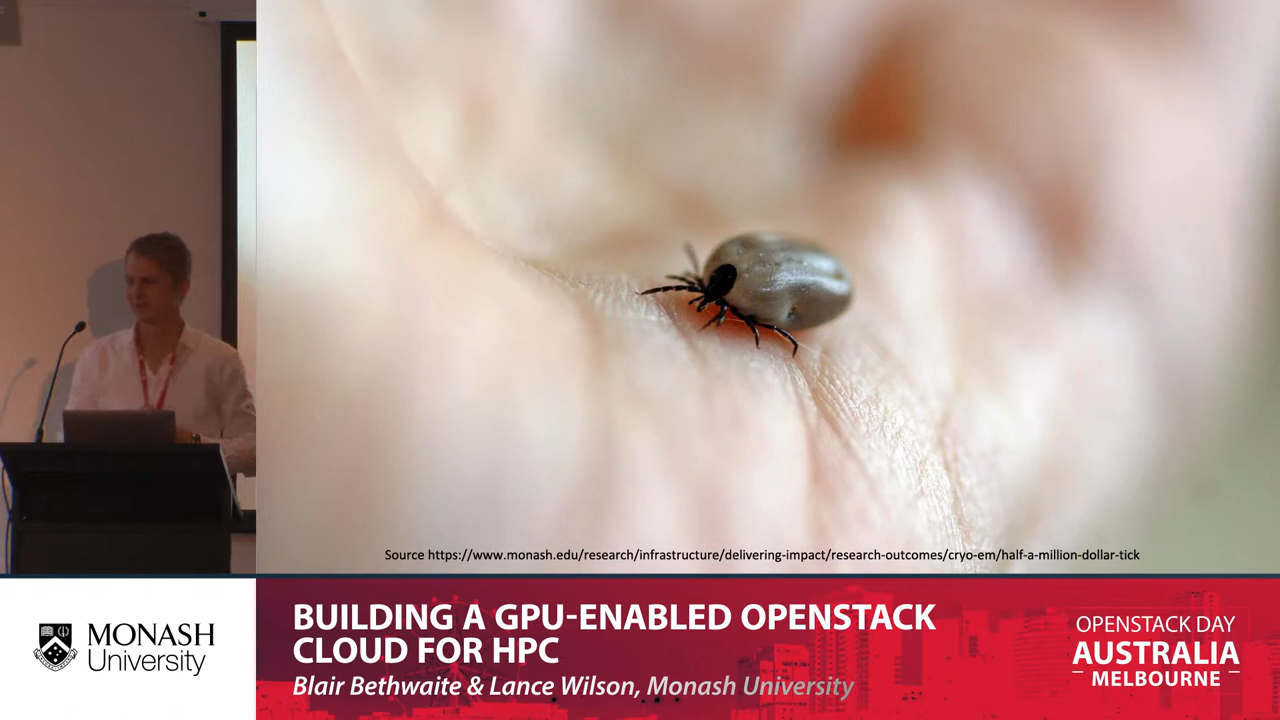 Source https://www.monash.edu/research/infrastructure/delivering-impact/research-outcomes/cryo-em/half-a-million-dollar-tick
MONASH
University
BUILDING A GPU-ENABLED OPENSTACK
CLOUD FOR HPC
Blair Bethwaite & Lance Wilson, Monash University
OPENSTACK DAY
AUSTRALIA
MELBOURNE